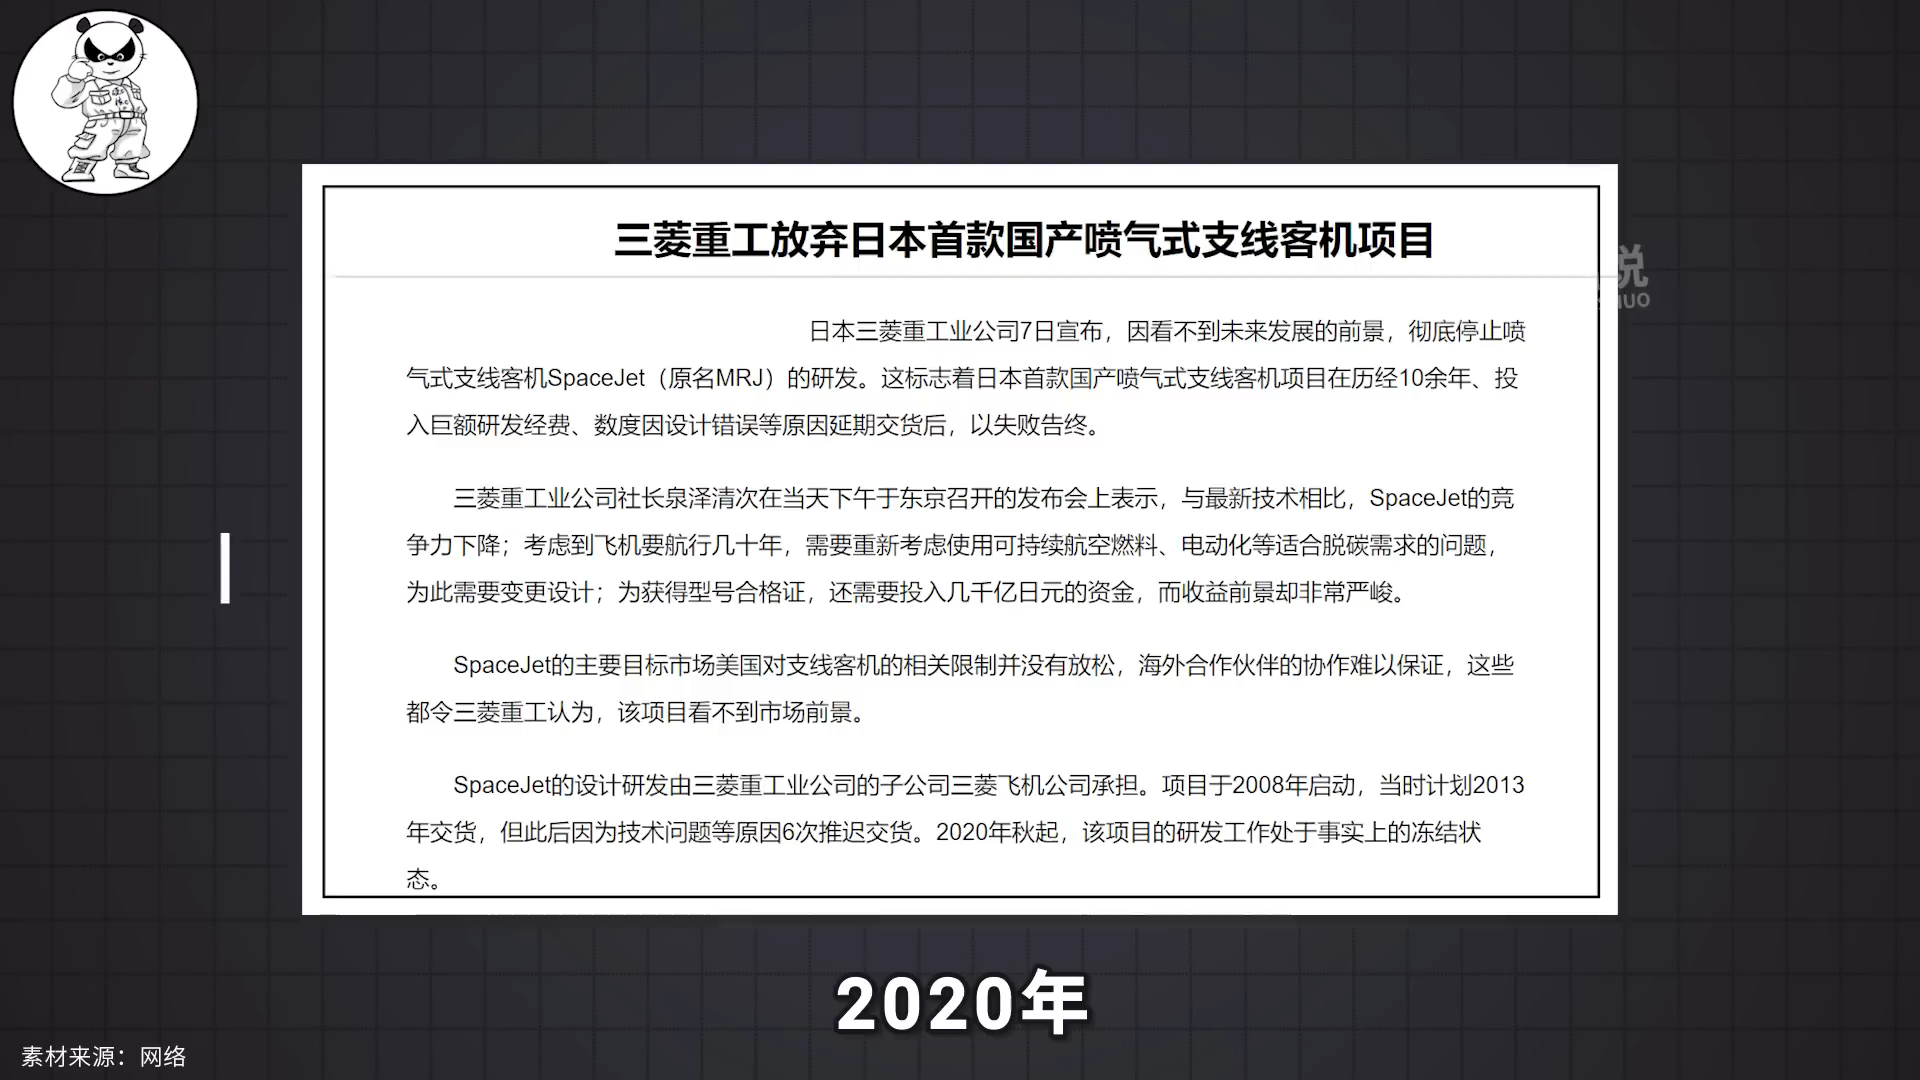 三菱重工放弃日本首款国产喷气式支线客机项目
日本三菱重工业公司7日宣布，因看不到未来发展的前景，彻底停止喷
气式支线客机SpaceJet（原名MRJ）的研发。这标志着日本首款国产喷气式支线客机项目在历经10余年、投
入巨额研发经费、数度因设计错误等原因延期交货后，以失败告终。
三菱重工业公司社长泉泽清次在当天下午于东京召开的发布会上表示，与最新技术相比，SpaceJet的竞
争力下降；考虑到飞机要航行几十年，需要重新考虑使用可持续航空燃料、电动化等适合脱碳需求的问题，
为此需要变更设计；为获得型号合格证，还需要投入几千亿日元的资金，而收益前景却非常严峻。
SpaceJet的主要目标市场美国对支线客机的相关限制并没有放松，海外合作伙伴的协作难以保证，这些
都令三菱重工认为，该项目看不到市场前景。
SpaceJet的设计研发由三菱重工业公司的子公司三菱飞机公司承担。项目于2008年启动，当时计划2013
年交货，但此后因为技术问题等原因6次推迟交货。2020年秋起，该项目的研发工作处于事实上的冻结状
态。
说
2020年
素材来源：网络